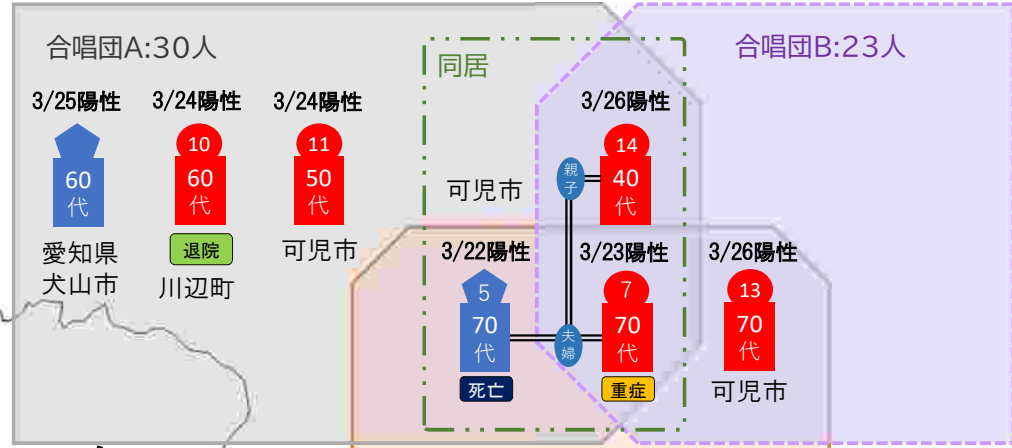 合唱団A:30人
合唱団B:23人
同居
3/25陽性
60
代
愛知県
犬山市
3/24陽性
10
60
代
退院
川辺町
3/24陽性
11
50
代
可児市
3/26陽性
14
40
代
親
子
可児市
3/22陽性
5
70
代
死亡
夫
婦
3/23陽性
7
70
代
重症
3/26陽性
13
70
代
可児市